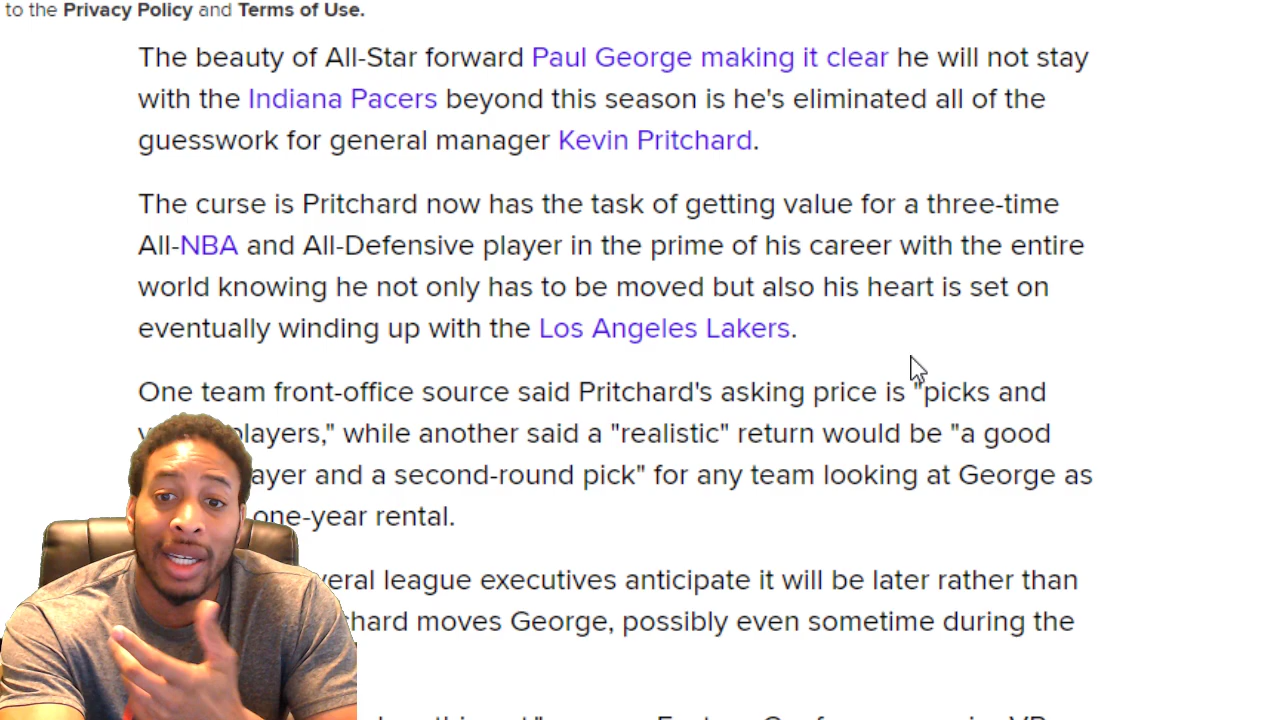 to the Privacy Policy and Terms of Use.
The beauty of All-Star forward Paul George making it clear he will not stay
with the Indiana Pacers beyond this season is he's eliminated all of the
guesswork for general manager Kevin Pritchard.
The curse is Pritchard now has the task of getting value for a three-time
All-NBA and All-Defensive player in the prime of his career with the entire
world knowing he not only has to be moved but also his heart is set on
eventually winding up with the Los Angeles Lakers.
One team front-office source said Pritchard's asking price is "picks and
players," while another said a "realistic" return would be "a good
ayer and a second-round pick" for any team looking at George as
one-year rental.
veral league executives anticipate it will be later rather than
hard moves George, possibly even sometime during the